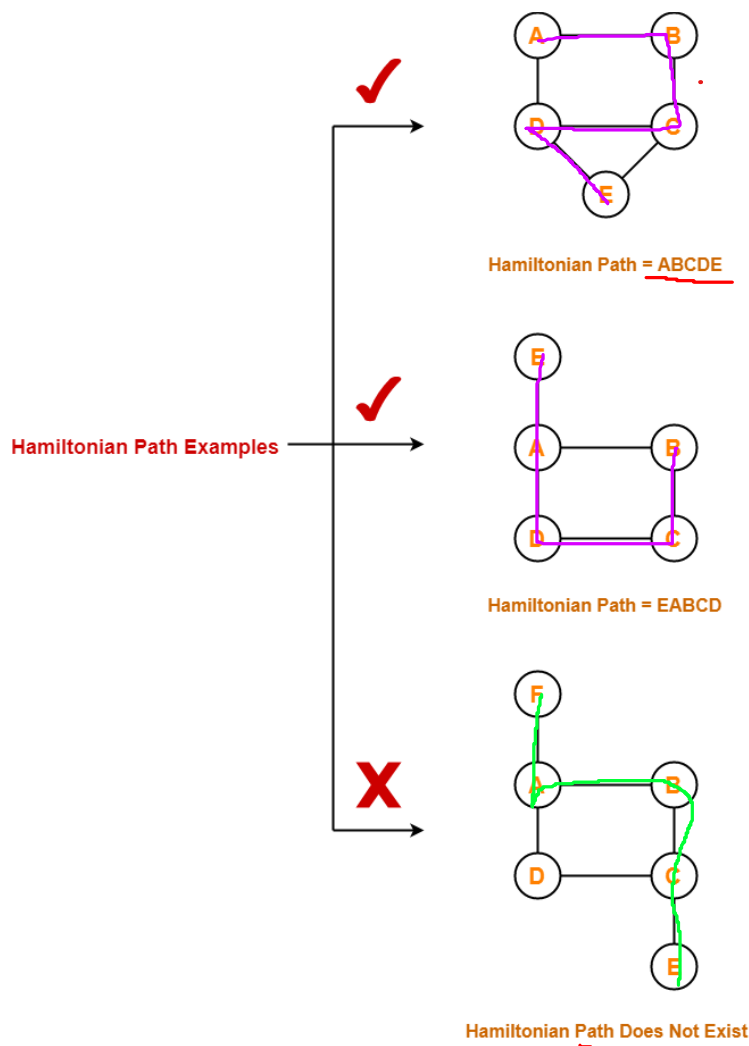 A B
D C
E
Hamiltonian Path = ABCDE
E
Hamiltonian Path Examples
A B
D C
Hamiltonian Path = EABCD
F
A B
D C
E
Hamiltonian Path Does Not Exist